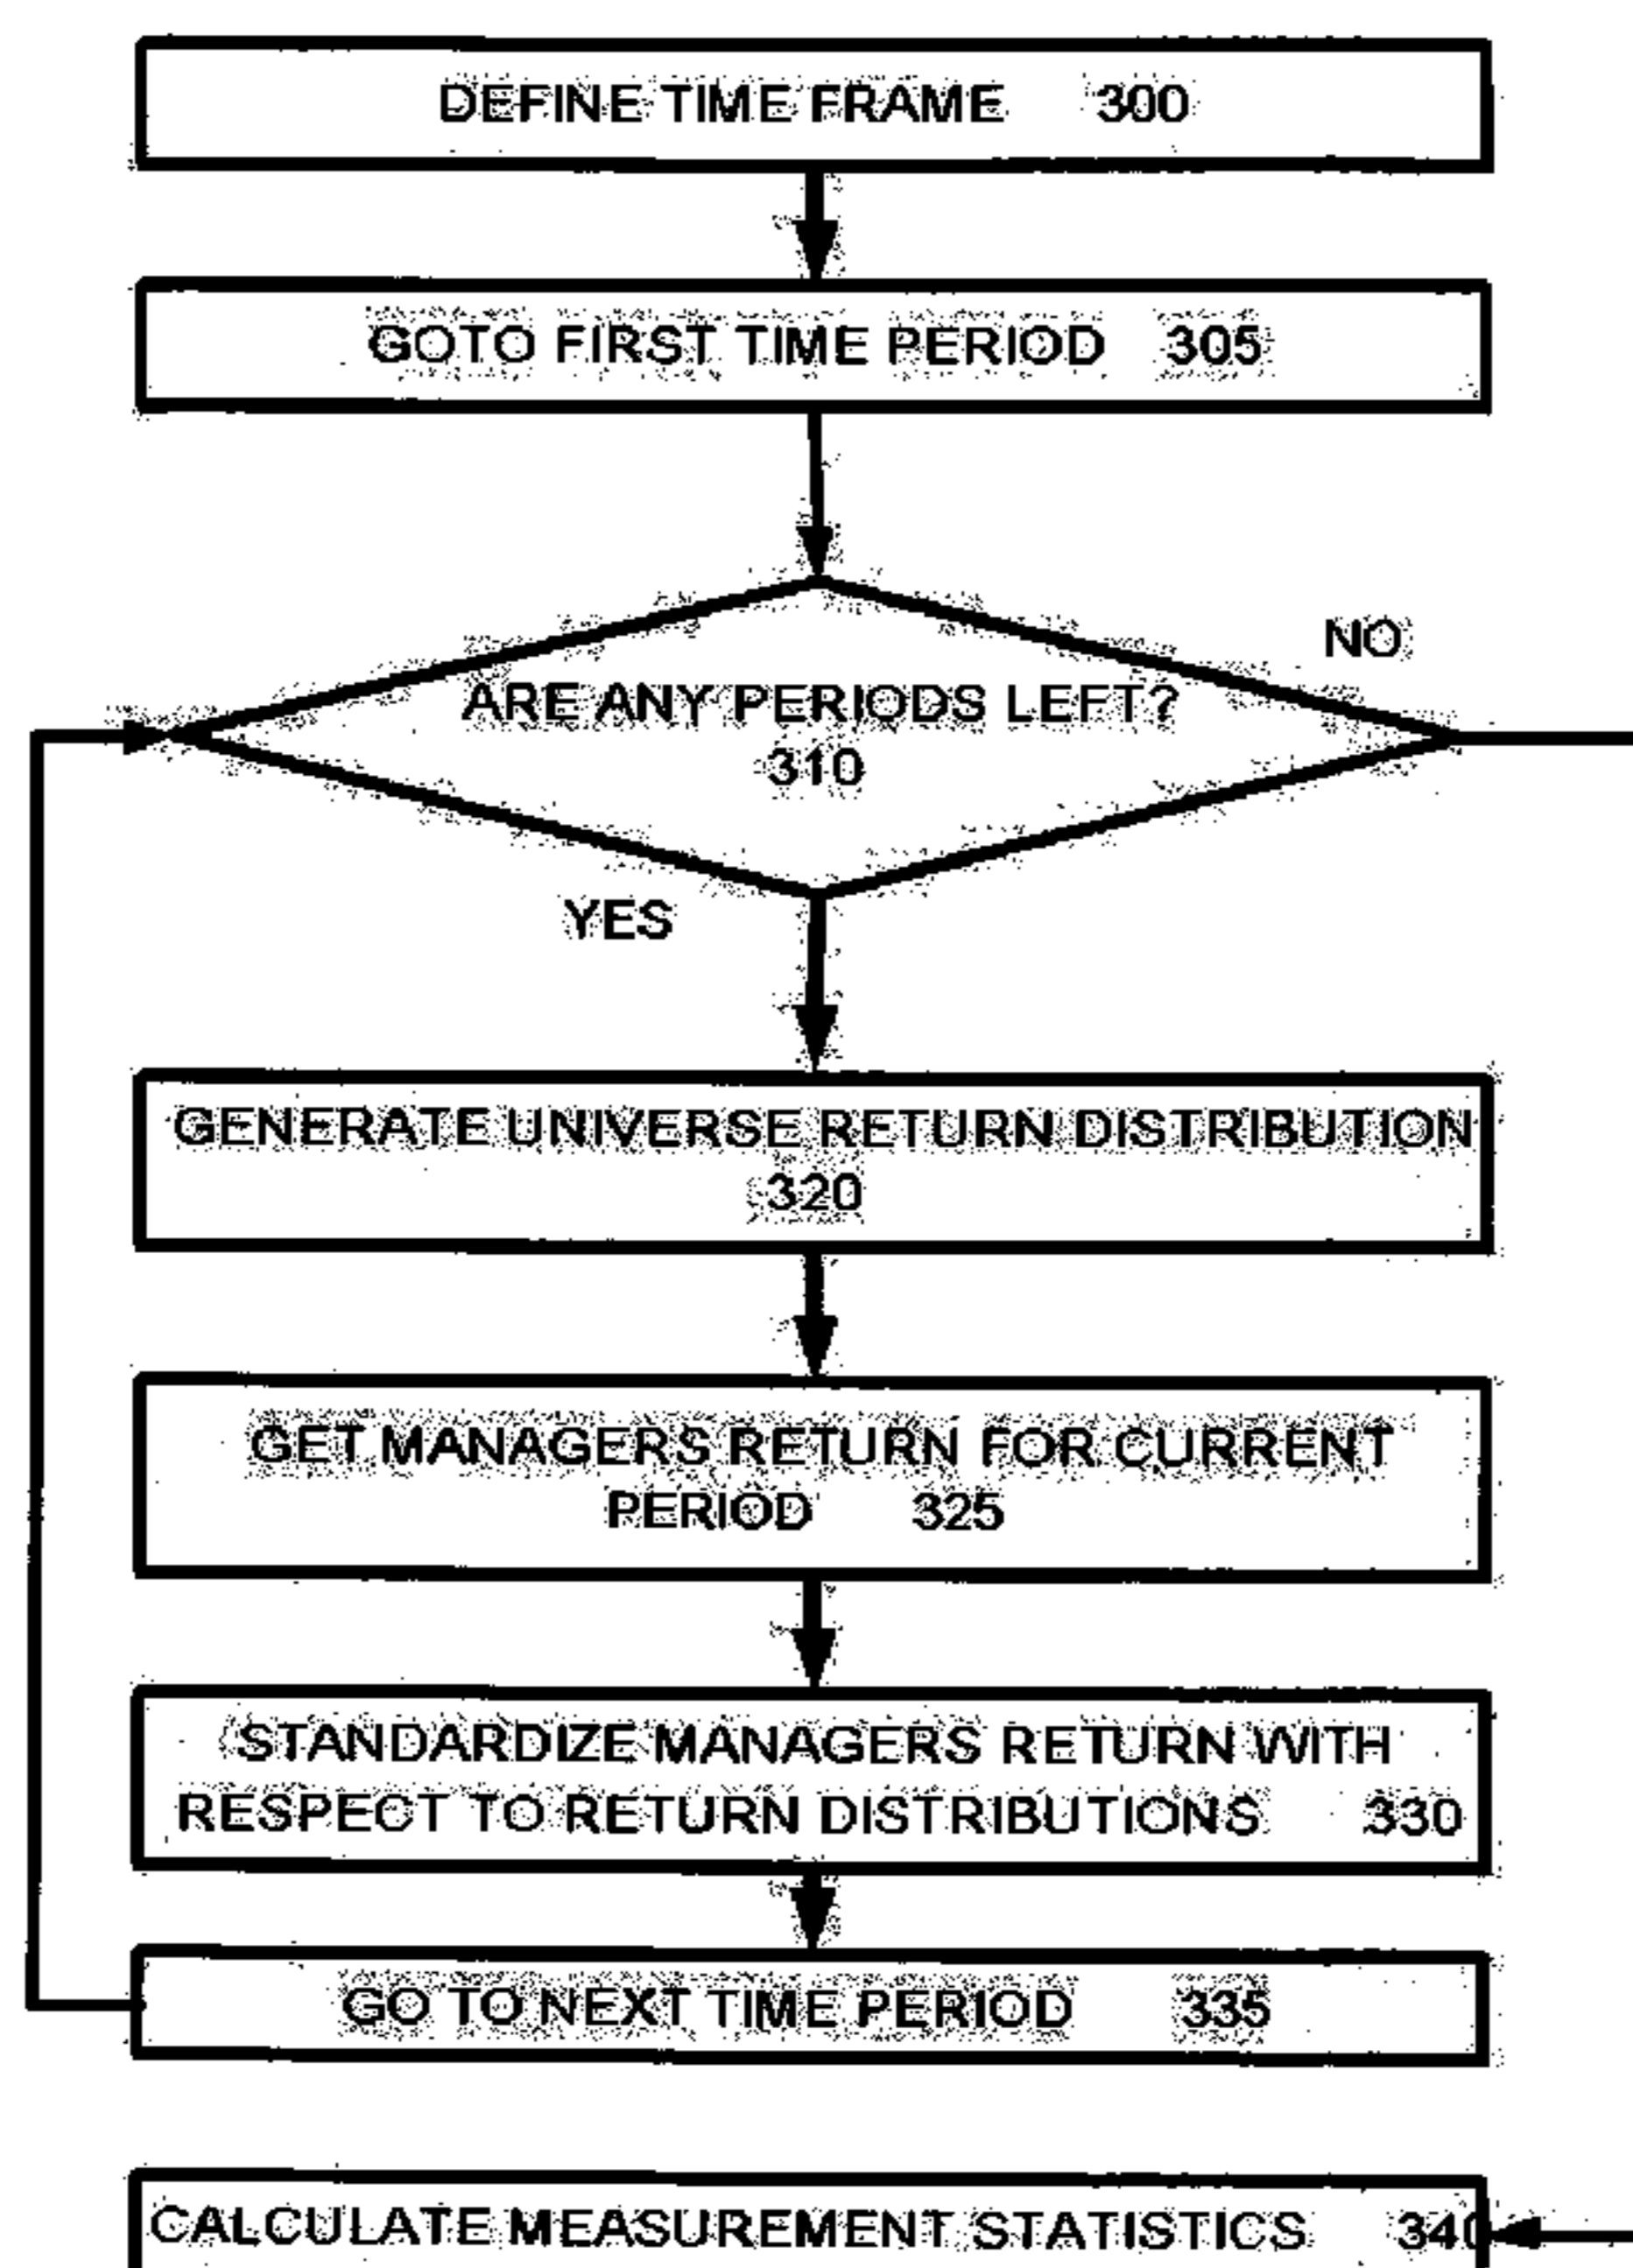 DEFINE TIME FRAME 300
GOTO FIRST TIME PERIOD 305
NO
ARE ANY PERIODS LEFT?
310
YES
GENERATE UNIVERSE RETURN DISTRIBUTION
320
GET MANAGERS RETURN FOR CURRENT
PERIOD 325
STANDARDIZE MANAGERS RETURN WITH
RESPECT TO RETURN DISTRIBUTIONS 330
GO TO NEXT TIME PERIOD 335
CALCULATE MEASUREMENT STATISTICS 340